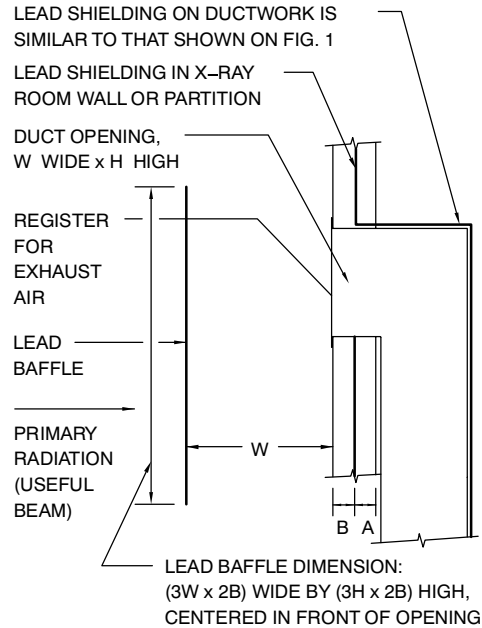 LEAD SHIELDING ON DUCTWORK IS
SIMILAR TO THAT SHOWN ON FIG. 1
LEAD SHIELDING IN X–RAY
ROOM WALL OR PARTITION
DUCT OPENING,
W WIDE x H HIGH
REGISTER
FOR
EXHAUST
AIR
LEAD
BAFFLE
PRIMARY
RADIATION
(USEFUL
BEAM)
W
B A
LEAD BAFFLE DIMENSION:
(3W x 2B) WIDE BY (3H x 2B) HIGH,
CENTERED IN FRONT OF OPENING